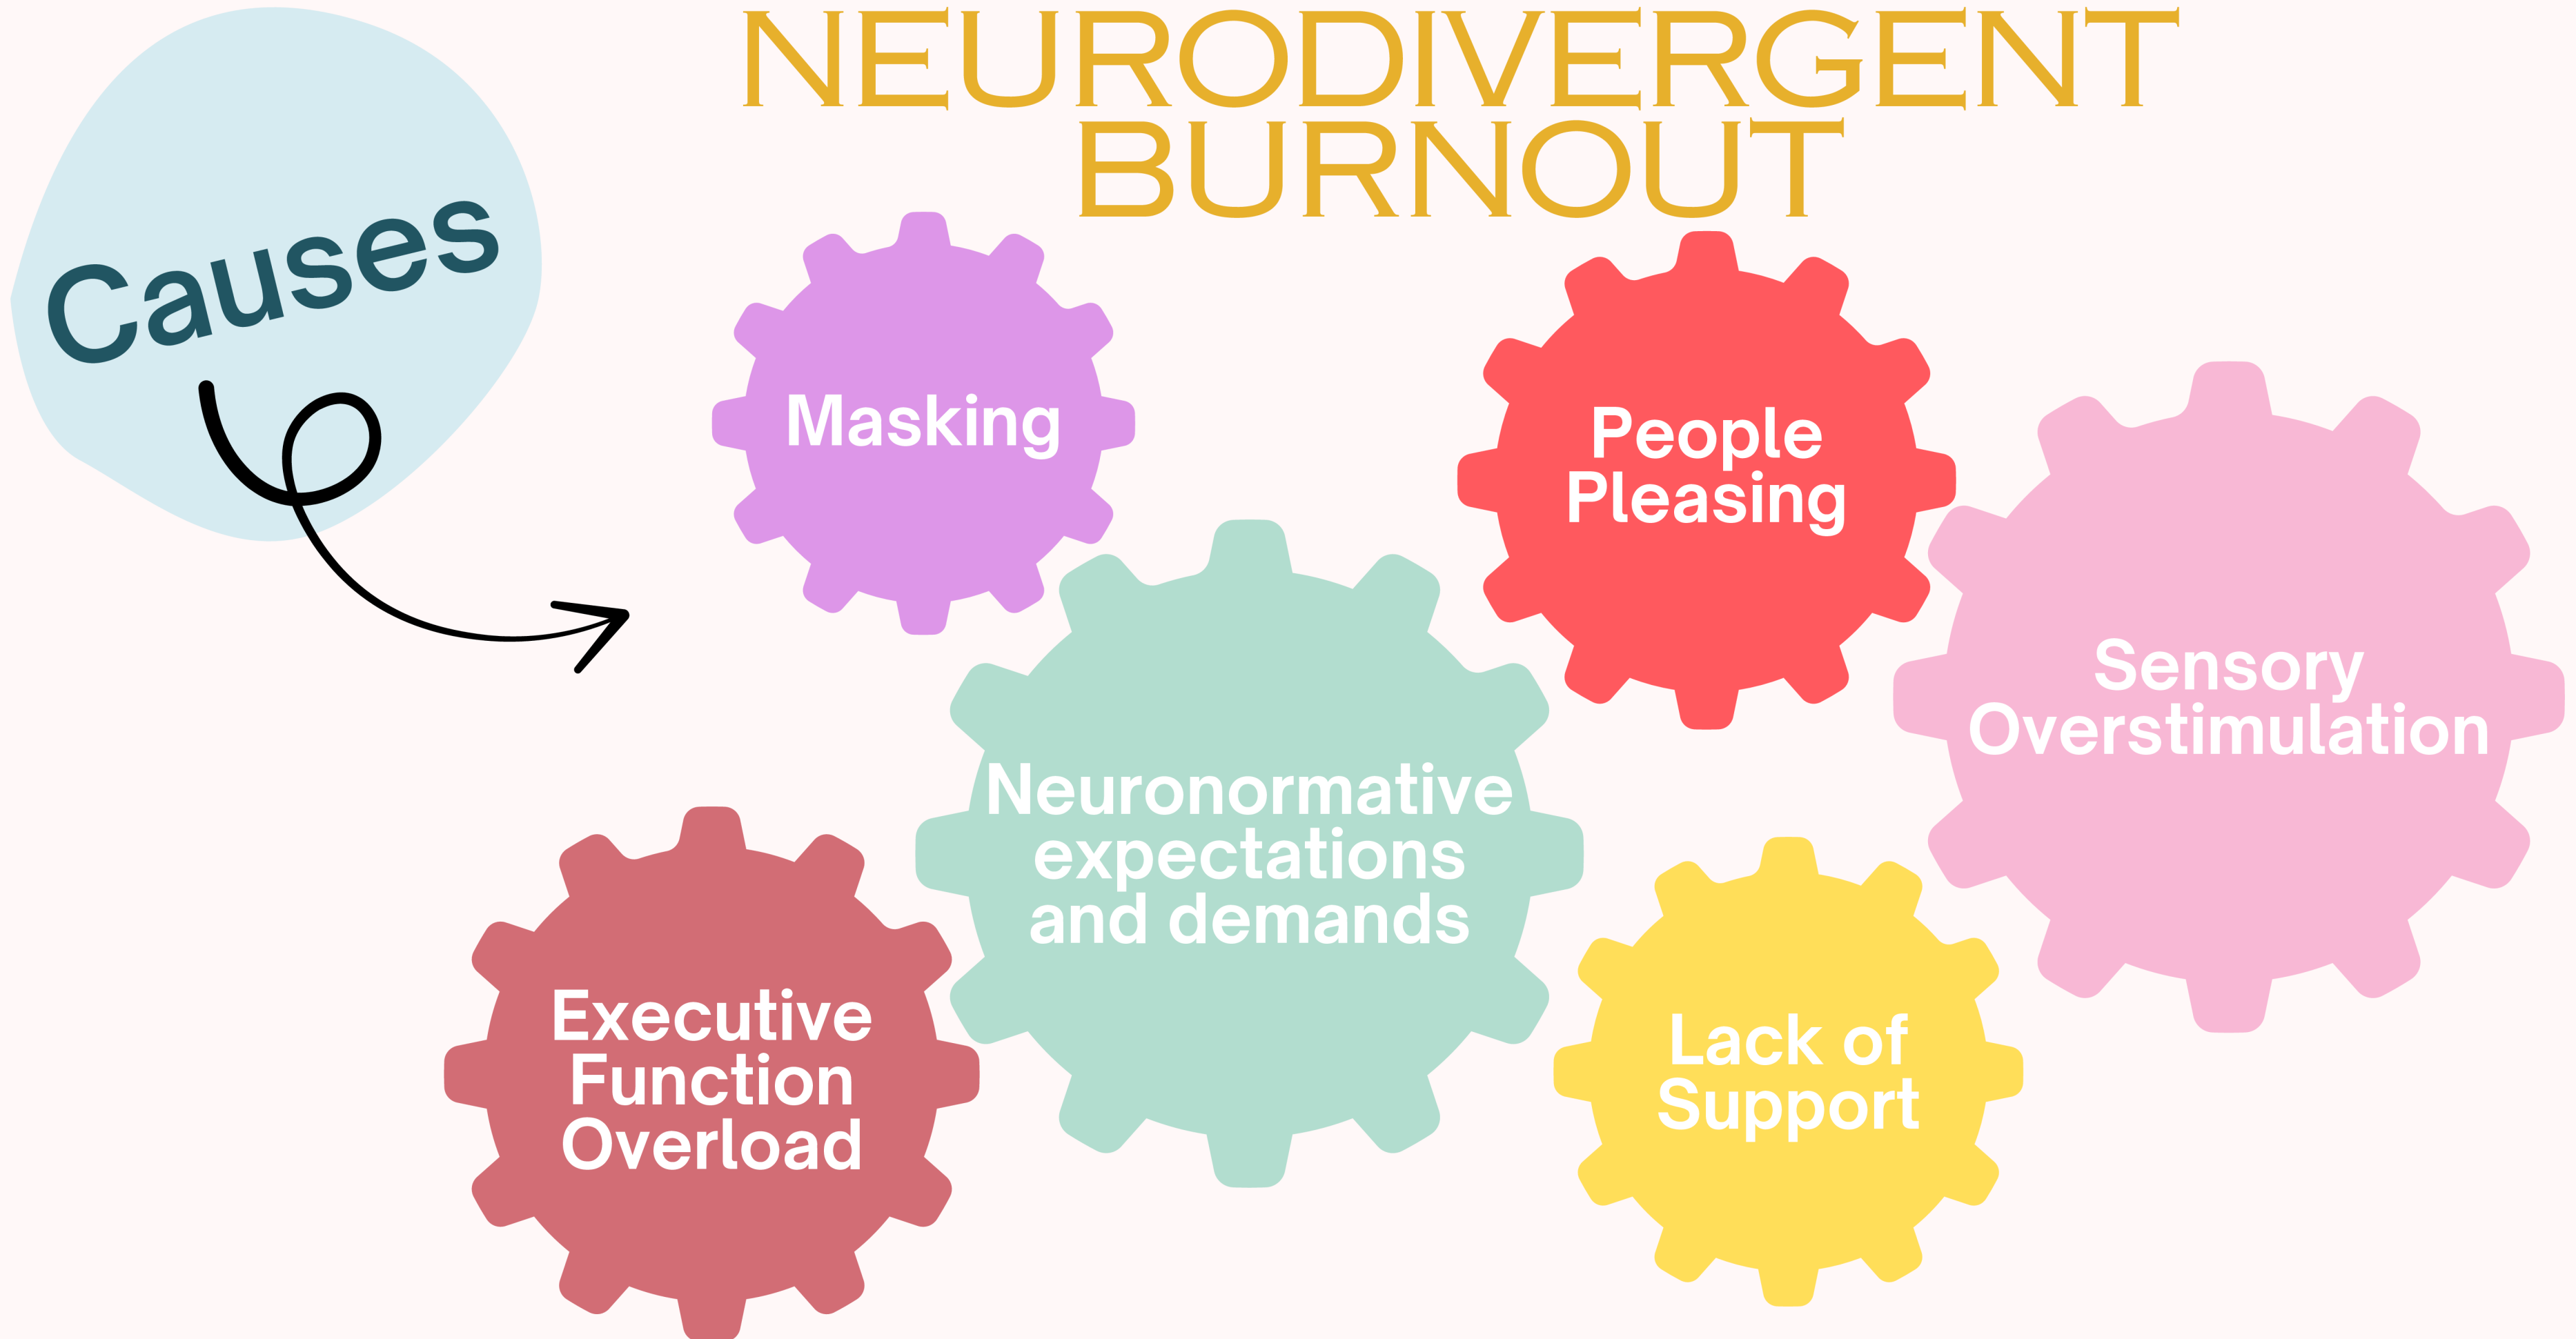 NEURODIVERGENT
BURNOUT
Causes
Masking
People
Pleasing
Sensory
Overstimulation
Neuronormative
expectations
and demands
Executive
Function
Overload
Lack of
Support